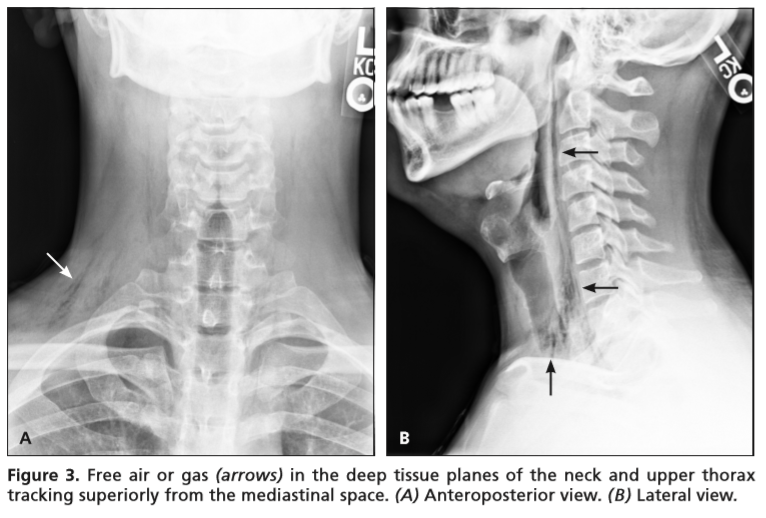 L
KC
A
L
KC
B
Figure 3. Free air or gas (arrows) in the deep tissue planes of the neck and upper thorax
tracking superiorly from the mediastinal space. (A) Anteroposterior view. (B) Lateral view.